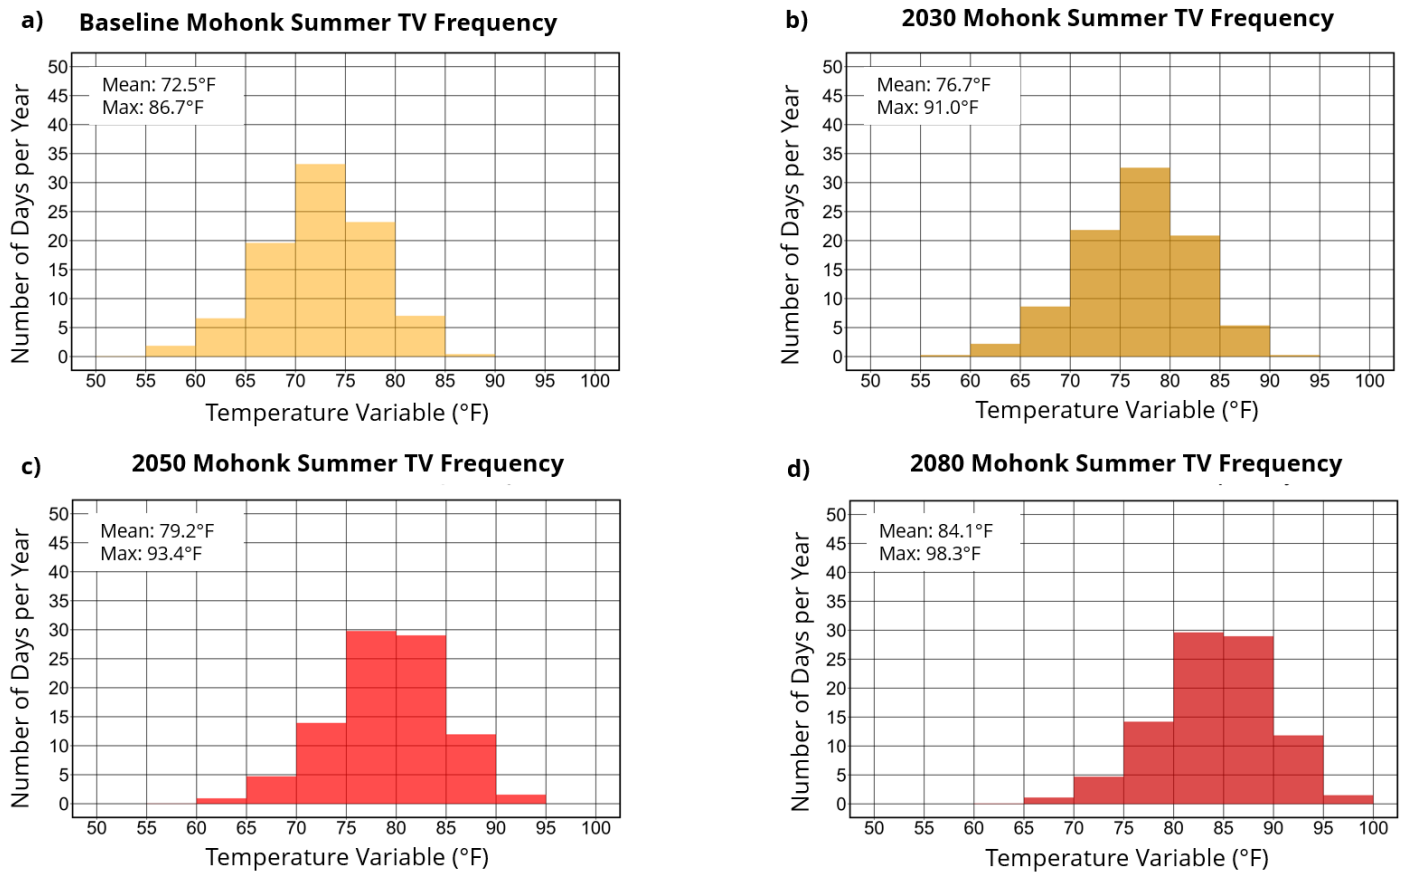 a) Baseline Mohonk Summer TV Frequency
Mean: 72.5°F
Max: 86.7°F
Number of Days per Year
50
45
40
35
30
25
20
15
10
5
0
50 55 60 65 70 75 80 85 90 95 100
Temperature Variable (°F)
b) 2030 Mohonk Summer TV Frequency
Mean: 76.7°F
Max: 91.0°F
Number of Days per Year
50
45
40
35
30
25
20
15
10
5
0
50 55 60 65 70 75 80 85 90 95 100
Temperature Variable (°F)
c) 2050 Mohonk Summer TV Frequency
Mean: 79.2°F
Max: 93.4°F
Number of Days per Year
50
45
40
35
30
25
20
15
10
5
0
50 55 60 65 70 75 80 85 90 95 100
Temperature Variable (°F)
d) 2080 Mohonk Summer TV Frequency
Mean: 84.1°F
Max: 98.3°F
Number of Days per Year
50
45
40
35
30
25
20
15
10
5
0
50 55 60 65 70 75 80 85 90 95 100
Temperature Variable (°F)